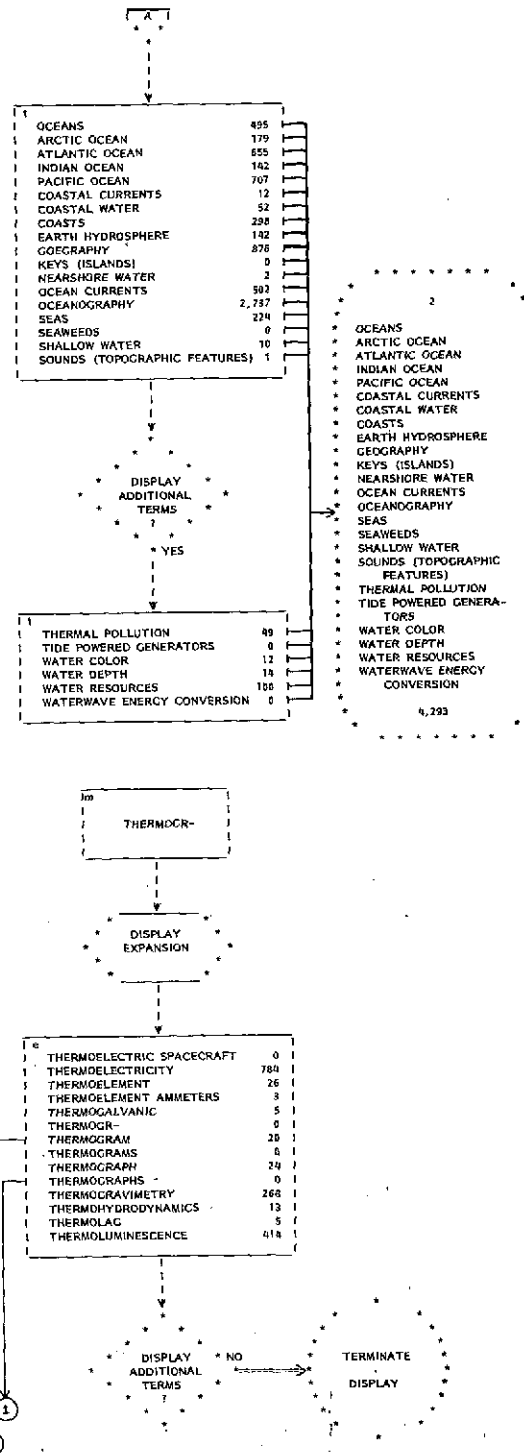 A
t
OCEANS 495
ARCTIC OCEAN 179
ATLANTIC OCEAN 655
INDIAN OCEAN 142
PACIFIC OCEAN 707
COASTAL CURRENTS 12
COASTAL WATER 52
COASTS 298
EARTH HYDROSPHERE 142
GOEGRAPHY 876
KEYS (ISLANDS) 0
NEARSHORE WATER 2
OCEAN CURRENTS 502
OCEANOGRAPHY 2,737
SEAS 224
SEAWEEDS 0
SHALLOW WATER 10
SOUNDS (TOPOGRAPHIC FEATURES) 1
DISPLAY
ADDITIONAL
TERMS
?
YES
t
THERMAL POLLUTION 49
TIDE POWERED GENERATORS 0
WATER COLOR 12
WATER DEPTH 14
WATER RESOURCES
WATERWAVE ENERGY CONVERSION 0
2
OCEANS
ARCTIC OCEAN
ATLANTIC OCEAN
INDIAN OCEAN
PACIFIC OCEAN
COASTAL CURRENTS
COASTAL WATER
COASTS
EARTH HYDROSPHERE
GEOGRAPHY
KEYS (ISLANDS)
NEARSHORE WATER
OCEAN CURRENTS
OCEANOGRAPHY
SEAS
SEAWEEDS
SHALLOW WATER
SOUNDS (TOPOGRAPHIC
FEATURES)
THERMAL POLLUTION
TIDE POWERED GENERA-
TORS
WATER COLOR
WATER DEPTH
WATER RESOURCES
WATERWAVE ENERGY
CONVERSION
4,293
m
THERMOGR-
DISPLAY
EXPANSION
e
THERMOELECTRIC SPACECRAFT 0
THERMOELECTRICITY 784
THERMOELEMENT 26
THERMOELEMENT AMMETERS 3
THERMOGALVANIC 5
THERMOGR- 0
THERMOGRAM 20
THERMOGRAMS 0
THERMOGRAPH 24
THERMOGRAPHS 0
THERMOGRAVIMETRY 268
THERMOHYDRODYNAMICS 13
THERMOLAG 5
THERMOLUMINESCENCE 414
DISPLAY
ADDITIONAL
TERMS
?
NO
TERMINATE
DISPLAY
1